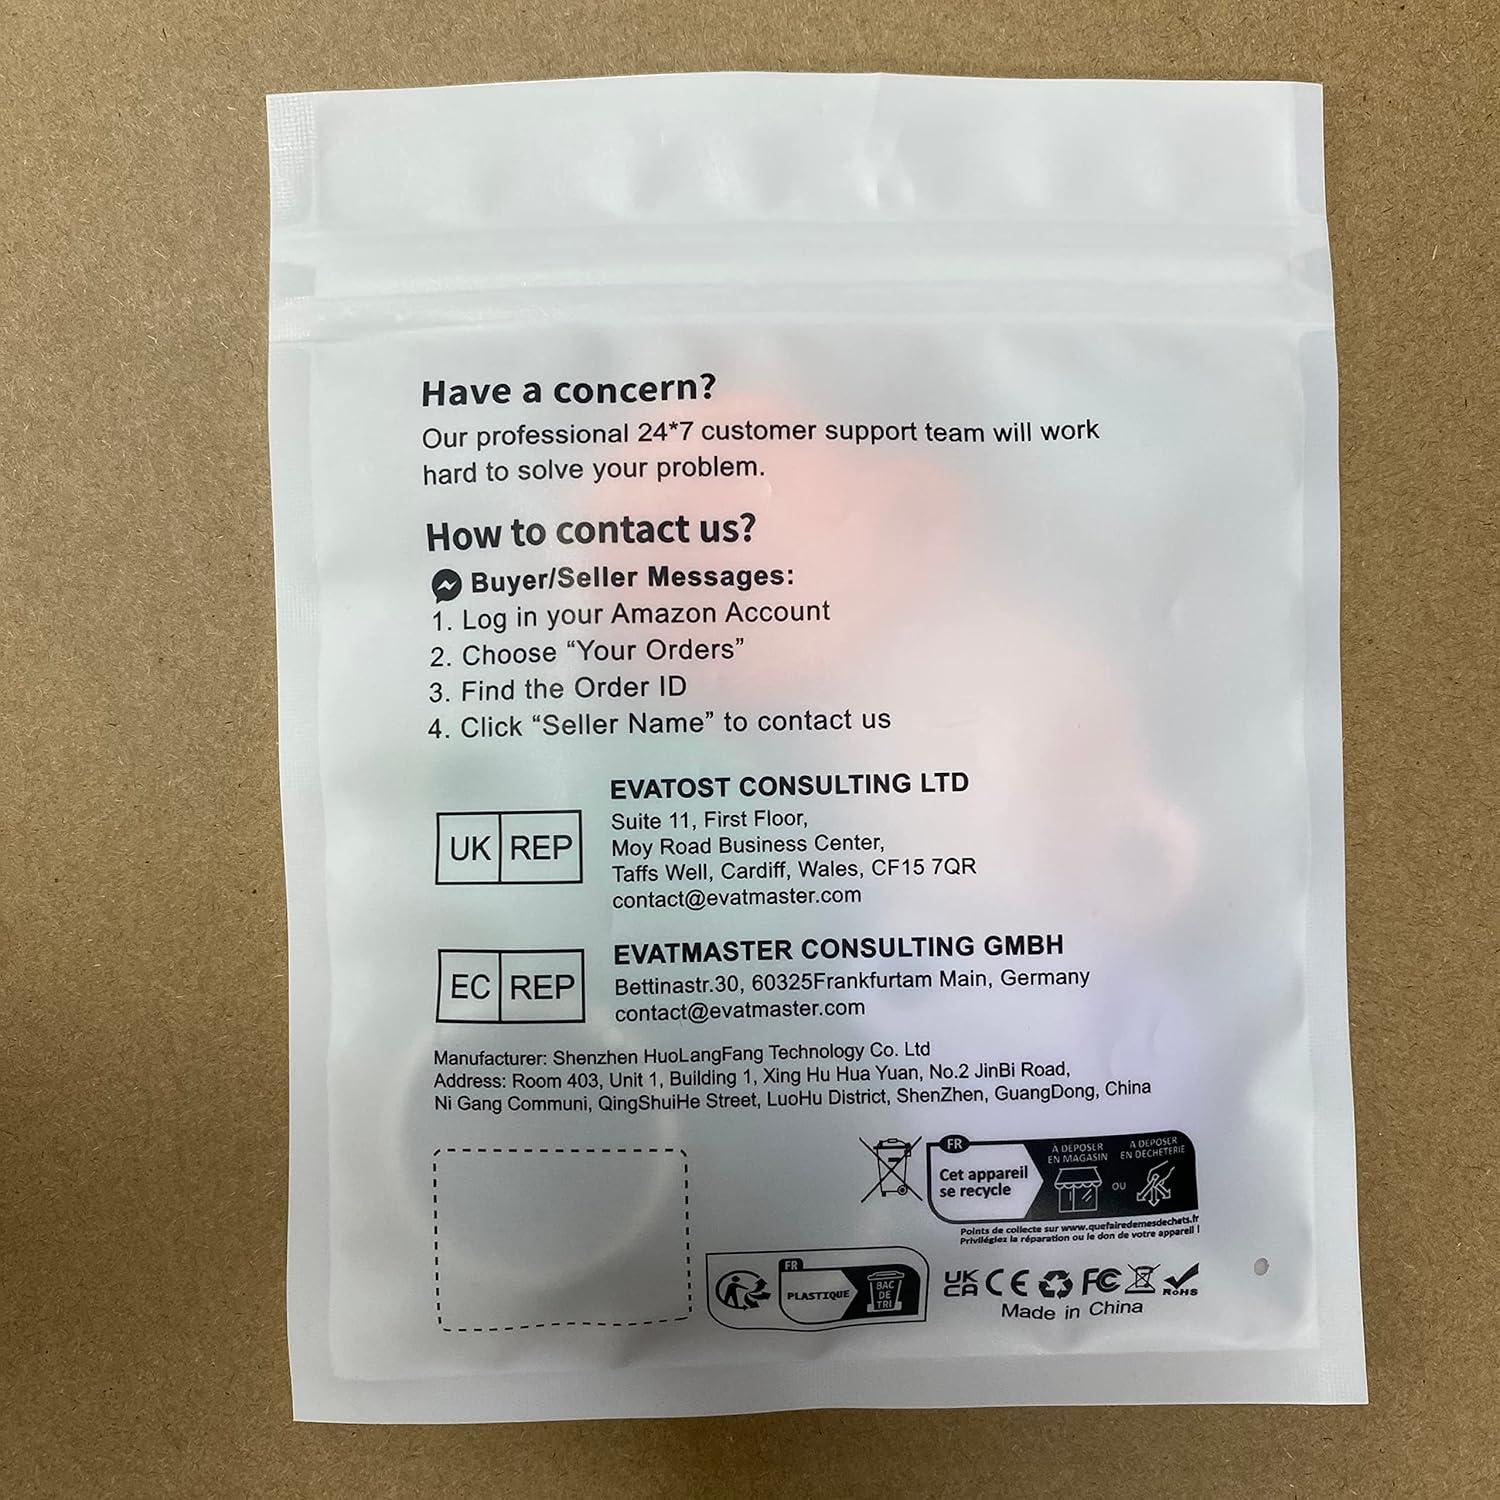 Have a concern?
Our professional 24*7 customer support team will work
hard to solve your problem.
How to contact us?
Buyer/Seller Messages:
1. Log in your Amazon Account
2. Choose “Your Orders”
3. Find the Order ID
4. Click “Seller Name” to contact us
UK REP
EVATOST CONSULTING LTD
Suite 11, First Floor,
Moy Road Business Center,
Taffs Well, Cardiff, Wales, CF15 7QR
contact@evatmaster.com
EC REP
EVATMASTER CONSULTING GMBH
Bettinastr.30, 60325Frankfurtam Main, Germany
contact@evatmaster.com
Manufacturer: Shenzhen HuoLangFang Technology Co. Ltd
Address: Room 403, Unit 1, Building 1, Xing Hu Hua Yuan, No.2 JinBi Road,
Ni Gang Communi, QingShuiHe Street, LuoHu District, ShenZhen, GuangDong, China
FR
Cet appareil
se recycle
À DÉPOSER
EN MAGASIN
OU
A DEPOSER
EN DECHETERIE
Points de collecte sur www.quefairedemesdechets.fr
Privilégiez la réparation ou le don de votre appareil !
FR
PLASTIQUE
BAC
DE
TRI
UK
CA CE FC RoHS
Made in China